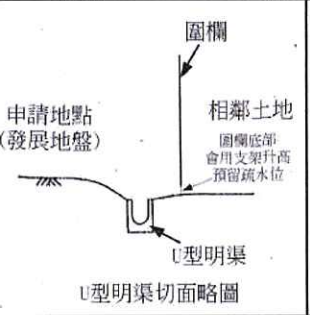 圍欄
申請地點
(發展地盤)
相鄰土地
圍欄底部
會用支架升高
預留疏水位
U型明渠
U型明渠切面略圖